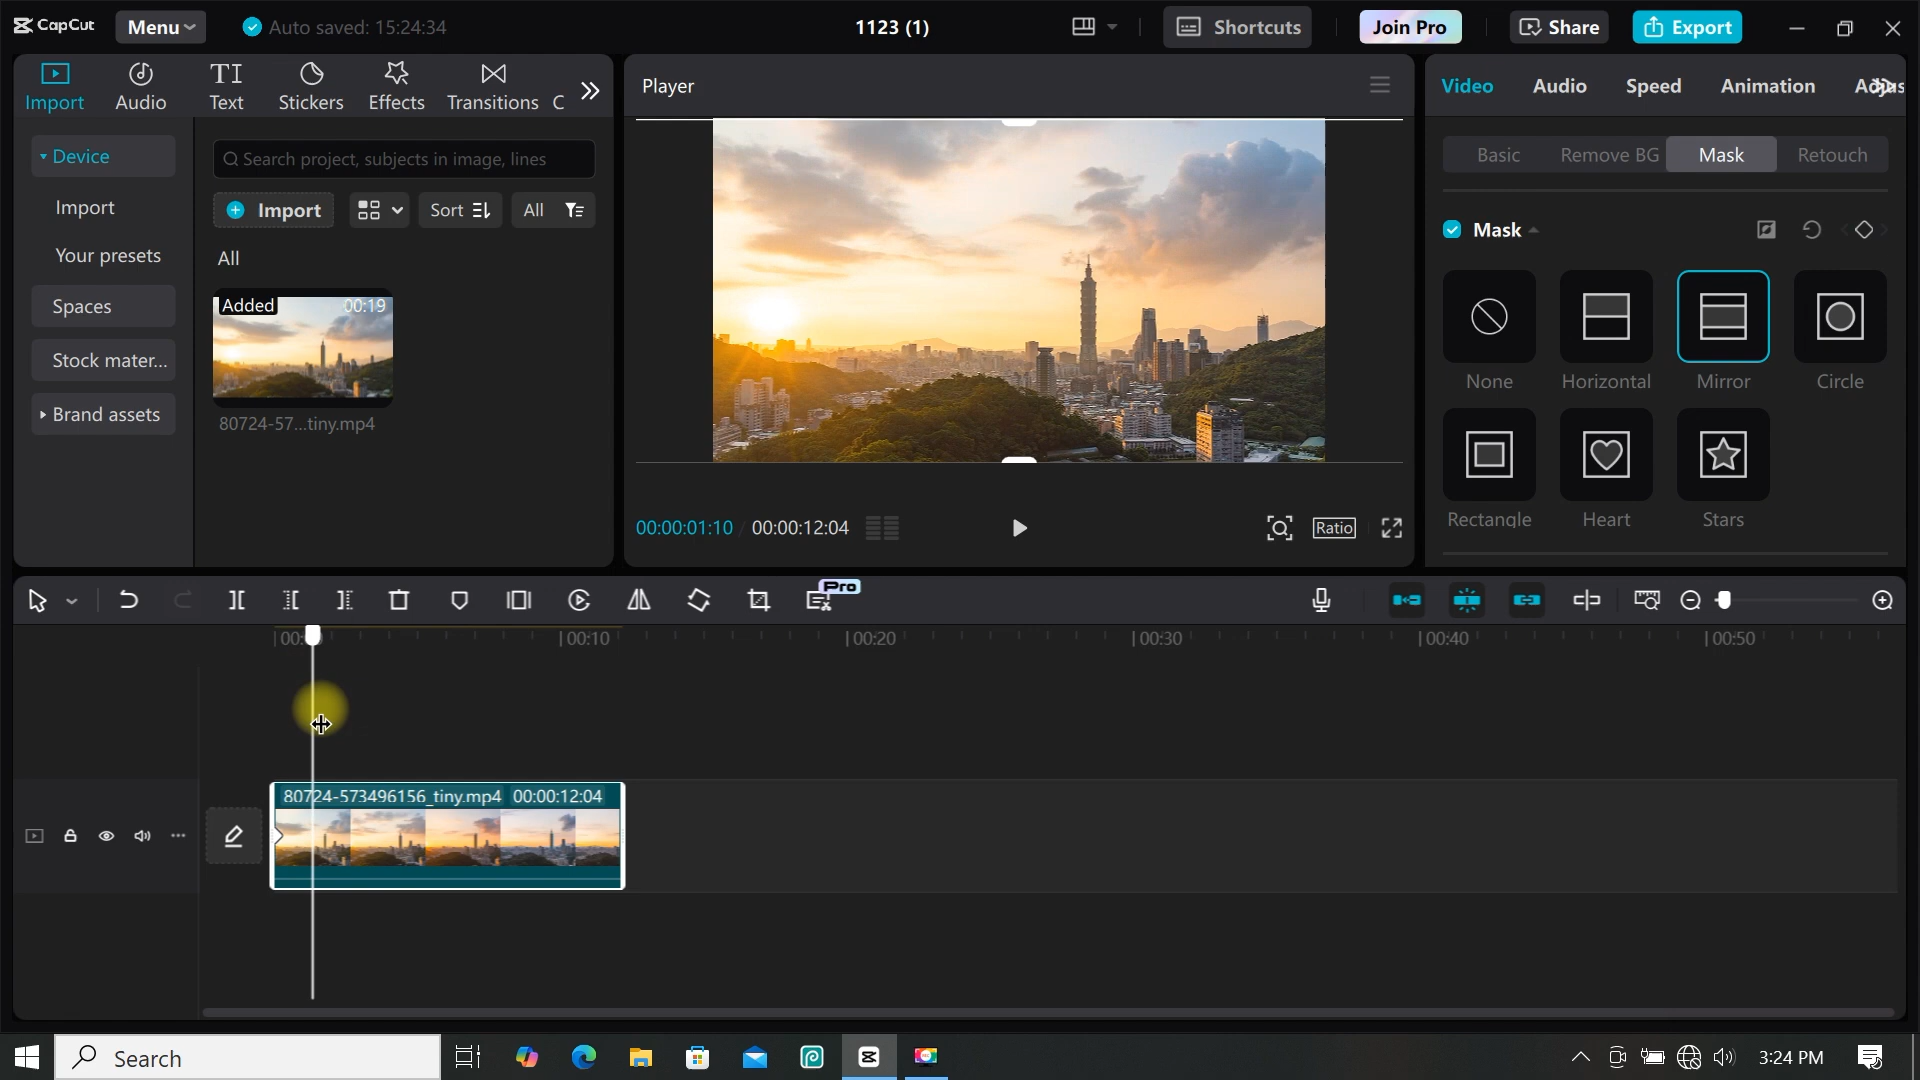 CapCut
Menu
Auto saved: 15:24:34
1123 (1)
Shortcuts
Join Pro
Share
Export
Import
Audio
Text
Stickers
Effects
Transitions
C
Device
Import
Your presets
Spaces
Stock mater...
Brand assets
Search project, subjects in image, lines
Import
Sort
All
All
Added
00:19
80724-57...tiny.mp4
Player
00:00:01:10
00:00:12:04
Ratio
Video
Audio
Speed
Animation
Basic
Remove BG
Mask
Retouch
Mask
None
Horizontal
Mirror
Circle
Rectangle
Heart
Stars
Pro
00:10
00:20
00:30
00:40
00:50
80724-573496156_tiny.mp4 00:00:12:04
Search
3:24 PM